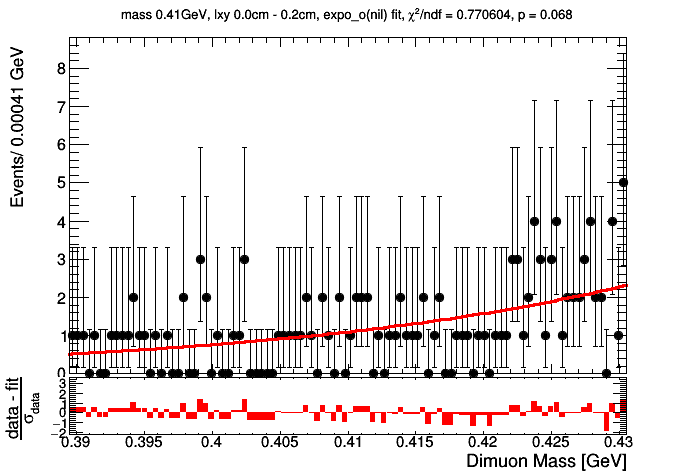 mass 0.41GeV, lxy 0.0cm - 0.2cm, expo_o(nil) fit, χ²/ndf = 0.770604, p = 0.068
Events/ 0.00041 GeV
8
7
6
5
4
3
2
1
0
data - fit
σdata
3
2
1
0
−1
−2
0.39 0.395 0.4 0.405 0.41 0.415 0.42 0.425 0.43
Dimuon Mass [GeV]